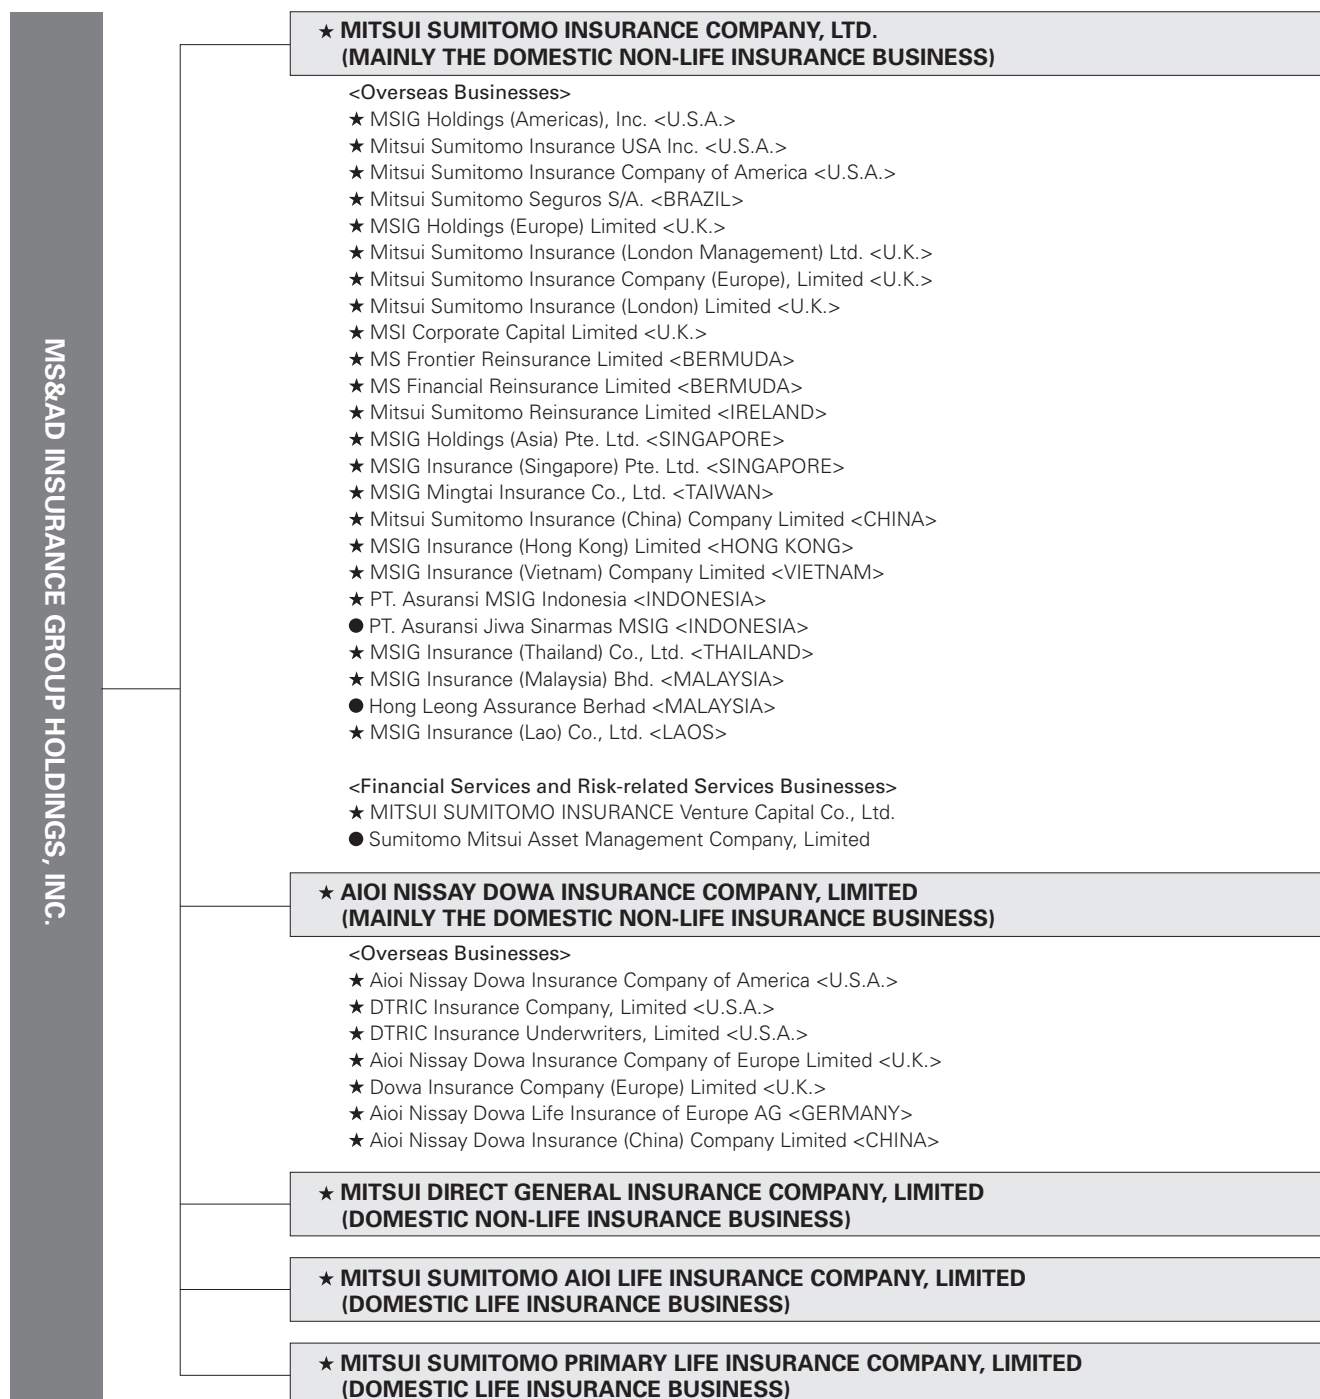 MS&AD INSURANCE GROUP HOLDINGS, INC.
★ MITSUI SUMITOMO INSURANCE COMPANY, LTD.
(MAINLY THE DOMESTIC NON-LIFE INSURANCE BUSINESS)
<Overseas Businesses>
★ MSIG Holdings (Americas), Inc. <U.S.A.>
★ Mitsui Sumitomo Insurance USA Inc. <U.S.A.>
★ Mitsui Sumitomo Insurance Company of America <U.S.A.>
★ Mitsui Sumitomo Seguros S/A. <BRAZIL>
★ MSIG Holdings (Europe) Limited <U.K.>
★ Mitsui Sumitomo Insurance (London Management) Ltd. <U.K.>
★ Mitsui Sumitomo Insurance Company (Europe), Limited <U.K.>
★ Mitsui Sumitomo Insurance (London) Limited <U.K.>
★ MSI Corporate Capital Limited <U.K.>
★ MS Frontier Reinsurance Limited <BERMUDA>
★ MS Financial Reinsurance Limited <BERMUDA>
★ Mitsui Sumitomo Reinsurance Limited <IRELAND>
★ MSIG Holdings (Asia) Pte. Ltd. <SINGAPORE>
★ MSIG Insurance (Singapore) Pte. Ltd. <SINGAPORE>
★ MSIG Mingtai Insurance Co., Ltd. <TAIWAN>
★ Mitsui Sumitomo Insurance (China) Company Limited <CHINA>
★ MSIG Insurance (Hong Kong) Limited <HONG KONG>
★ MSIG Insurance (Vietnam) Company Limited <VIETNAM>
★ PT. Asuransi MSIG Indonesia <INDONESIA>
● PT. Asuransi Jiwa Sinarmas MSIG <INDONESIA>
★ MSIG Insurance (Thailand) Co., Ltd. <THAILAND>
★ MSIG Insurance (Malaysia) Bhd. <MALAYSIA>
● Hong Leong Assurance Berhad <MALAYSIA>
★ MSIG Insurance (Lao) Co., Ltd. <LAOS>
<Financial Services and Risk-related Services Businesses>
★ MITSUI SUMITOMO INSURANCE Venture Capital Co., Ltd.
● Sumitomo Mitsui Asset Management Company, Limited
★ AIOI NISSAY DOWA INSURANCE COMPANY, LIMITED
(MAINLY THE DOMESTIC NON-LIFE INSURANCE BUSINESS)
<Overseas Businesses>
★ Aioi Nissay Dowa Insurance Company of America <U.S.A.>
★ DTRIC Insurance Company, Limited <U.S.A.>
★ DTRIC Insurance Underwriters, Limited <U.S.A.>
★ Aioi Nissay Dowa Insurance Company of Europe Limited <U.K.>
★ Dowa Insurance Company (Europe) Limited <U.K.>
★ Aioi Nissay Dowa Life Insurance of Europe AG <GERMANY>
★ Aioi Nissay Dowa Insurance (China) Company Limited <CHINA>
★ MITSUI DIRECT GENERAL INSURANCE COMPANY, LIMITED
(DOMESTIC NON-LIFE INSURANCE BUSINESS)
★ MITSUI SUMITOMO AIOI LIFE INSURANCE COMPANY, LIMITED
(DOMESTIC LIFE INSURANCE BUSINESS)
★ MITSUI SUMITOMO PRIMARY LIFE INSURANCE COMPANY, LIMITED
(DOMESTIC LIFE INSURANCE BUSINESS)